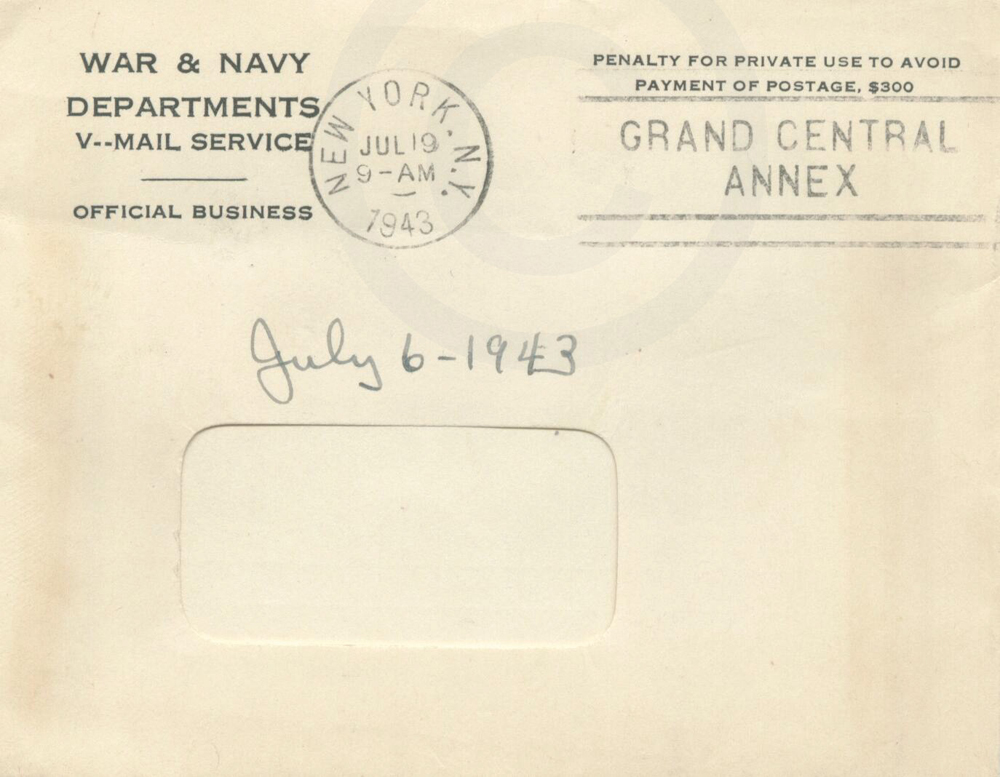 WAR & NAVY
DEPARTMENTS
V--MAIL SERVICE
OFFICIAL BUSINESS
NEW YORK, N.Y.
JUL 19
9-AM
1943
PENALTY FOR PRIVATE USE TO AVOID
PAYMENT OF POSTAGE, $300
GRAND CENTRAL
ANNEX
July 6-1943